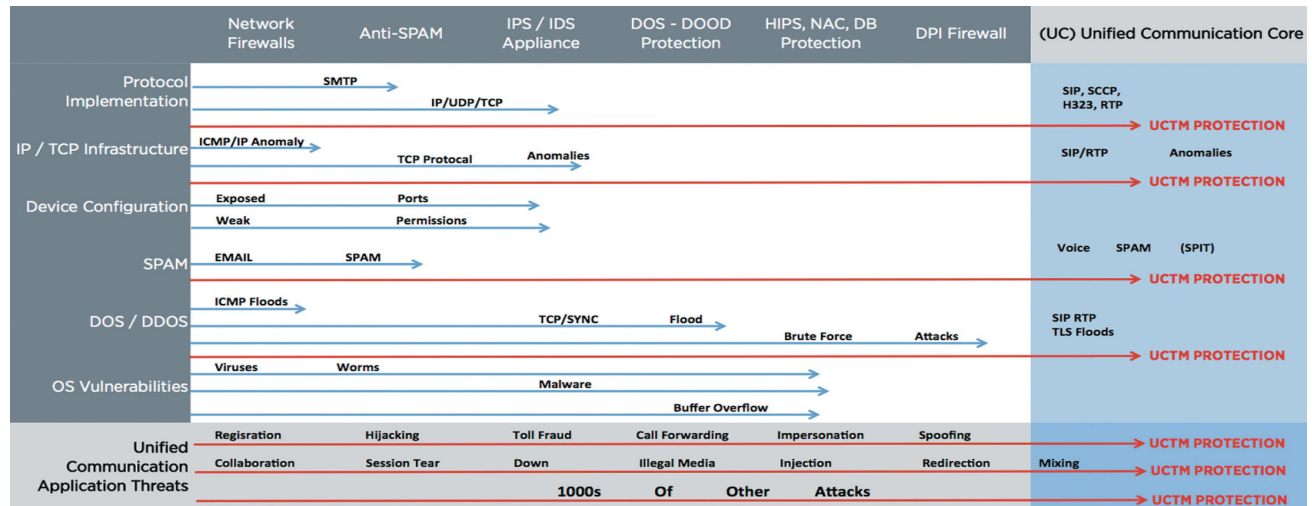 Network Firewalls
Anti-SPAM
IPS / IDS Appliance
DOS - DOOD Protection
HIPS, NAC, DB Protection
DPI Firewall
(UC) Unified Communication Core
Protocol Implementation
SMTP
IP/UDP/TCP
SIP, SCCP,
H323, RTP
UCTM PROTECTION
IP / TCP Infrastructure
ICMP/IP Anomaly
TCP Protocal Anomalies
SIP/RTP Anomalies
UCTM PROTECTION
Device Configuration
Exposed Ports
Weak Permissions
SPAM
EMAIL SPAM
Voice SPAM (SPIT)
UCTM PROTECTION
DOS / DDOS
ICMP Floods
TCP/SYNC Flood
Brute Force Attacks
SIP RTP
TLS Floods
UCTM PROTECTION
OS Vulnerabilities
Viruses Worms
Malware
Buffer Overflow
Unified
Communication
Application Threats
Regisration Hijacking Toll Fraud Call Forwarding Impersonation Spoofing
UCTM PROTECTION
Collaboration Session Tear Down Illegal Media Injection Redirection Mixing
UCTM PROTECTION
1000s Of Other Attacks
UCTM PROTECTION